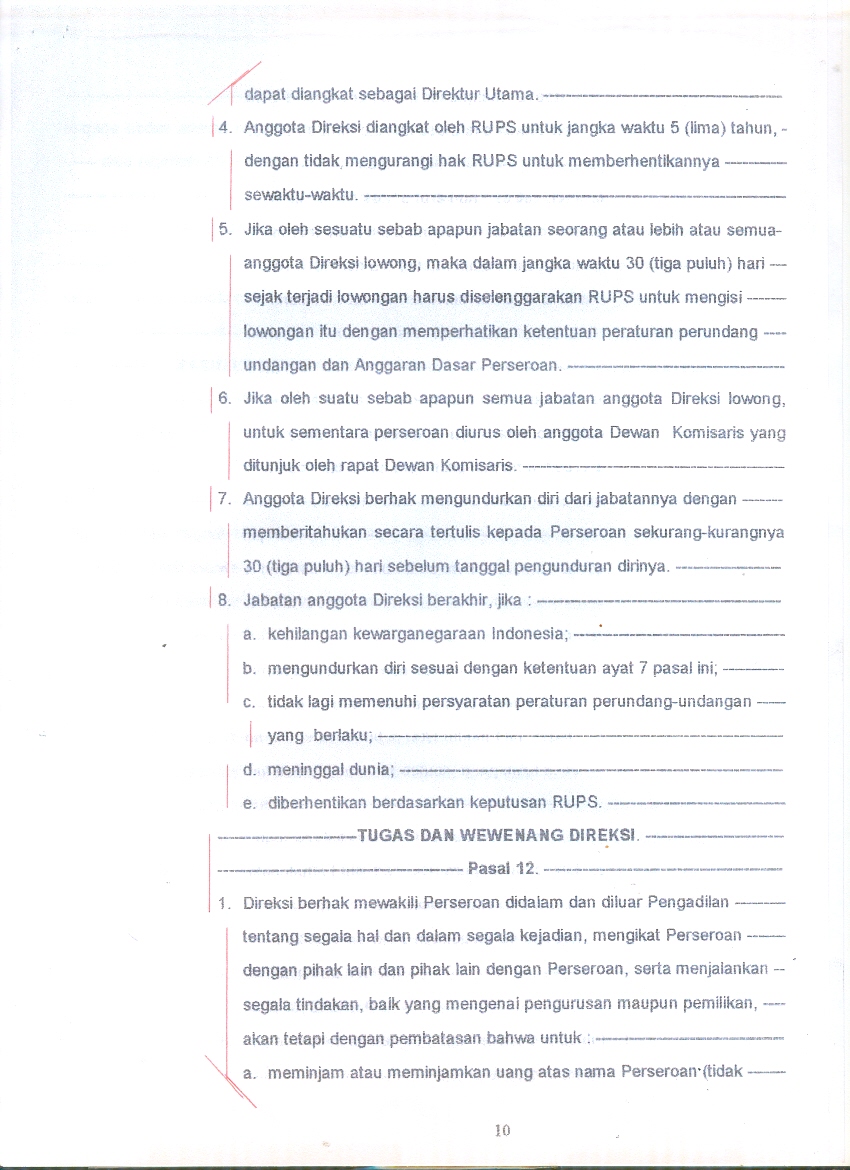 dapat diangkat sebagai Direktur Utama.
4. Anggota Direksi diangkat oleh RUPS untuk jangka waktu 5 (lima) tahun, -
dengan tidak mengurangi hak RUPS untuk memberhentikannya
sewaktu-waktu.
5. Jika oleh sesuatu sebab apapun jabatan seorang atau lebih atau semua-
anggota Direksi lowong, maka dalam jangka waktu 30 (tiga puluh) hari
sejak terjadi lowongan harus diselenggarakan RUPS untuk mengisi
lowongan itu dengan memperhatikan ketentuan peraturan perundang
undangan dan Anggaran Dasar Perseroan.
6. Jika oleh suatu sebab apapun semua jabatan anggota Direksi lowong,
untuk sementara perseroan diurus oleh anggota Dewan Komisaris yang
ditunjuk oleh rapat Dewan Komisaris.
7. Anggota Direksi berhak mengundurkan diri dari jabatannya dengan
memberitahukan secara tertulis kepada Perseroan sekurang-kurangnya
30 (tiga puluh) hari sebelum tanggal pengunduran dirinya.
8. Jabatan anggota Direksi berakhir, jika :
a. kehilangan kewarganegaraan Indonesia;
b. mengundurkan diri sesuai dengan ketentuan ayat 7 pasal ini;
c. tidak lagi memenuhi persyaratan peraturan perundang-undangan
yang berlaku;
d. meninggal dunia;
e. diberhentikan berdasarkan keputusan RUPS.
TUGAS DAN WEWENANG DIREKSI.
Pasal 12.
1. Direksi berhak mewakili Perseroan didalam dan diluar Pengadilan
tentang segala hal dan dalam segala kejadian, mengikat Perseroan
dengan pihak lain dan pihak lain dengan Perseroan, serta menjalankan --
segala tindakan, baik yang mengenai pengurusan maupun pemilikan,
akan tetapi dengan pembatasan bahwa untuk :
a. meminjam atau meminjamkan uang atas nama Perseroan (tidak
10